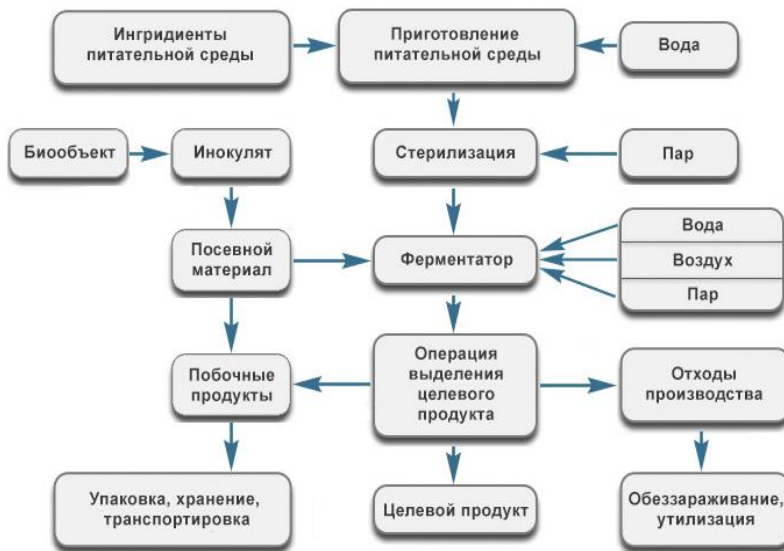 Ингридиенты
питательной среды
Приготовление
питательной среды
Вода
Биообъект
Инокулят
Стерилизация
Пар
Посевной
материал
Ферментатор
Вода
Воздух
Пар
Побочные
продукты
Операция
выделения
целевого
продукта
Отходы
производства
Упаковка, хранение,
транспортировка
Целевой продукт
Обеззараживание,
утилизация